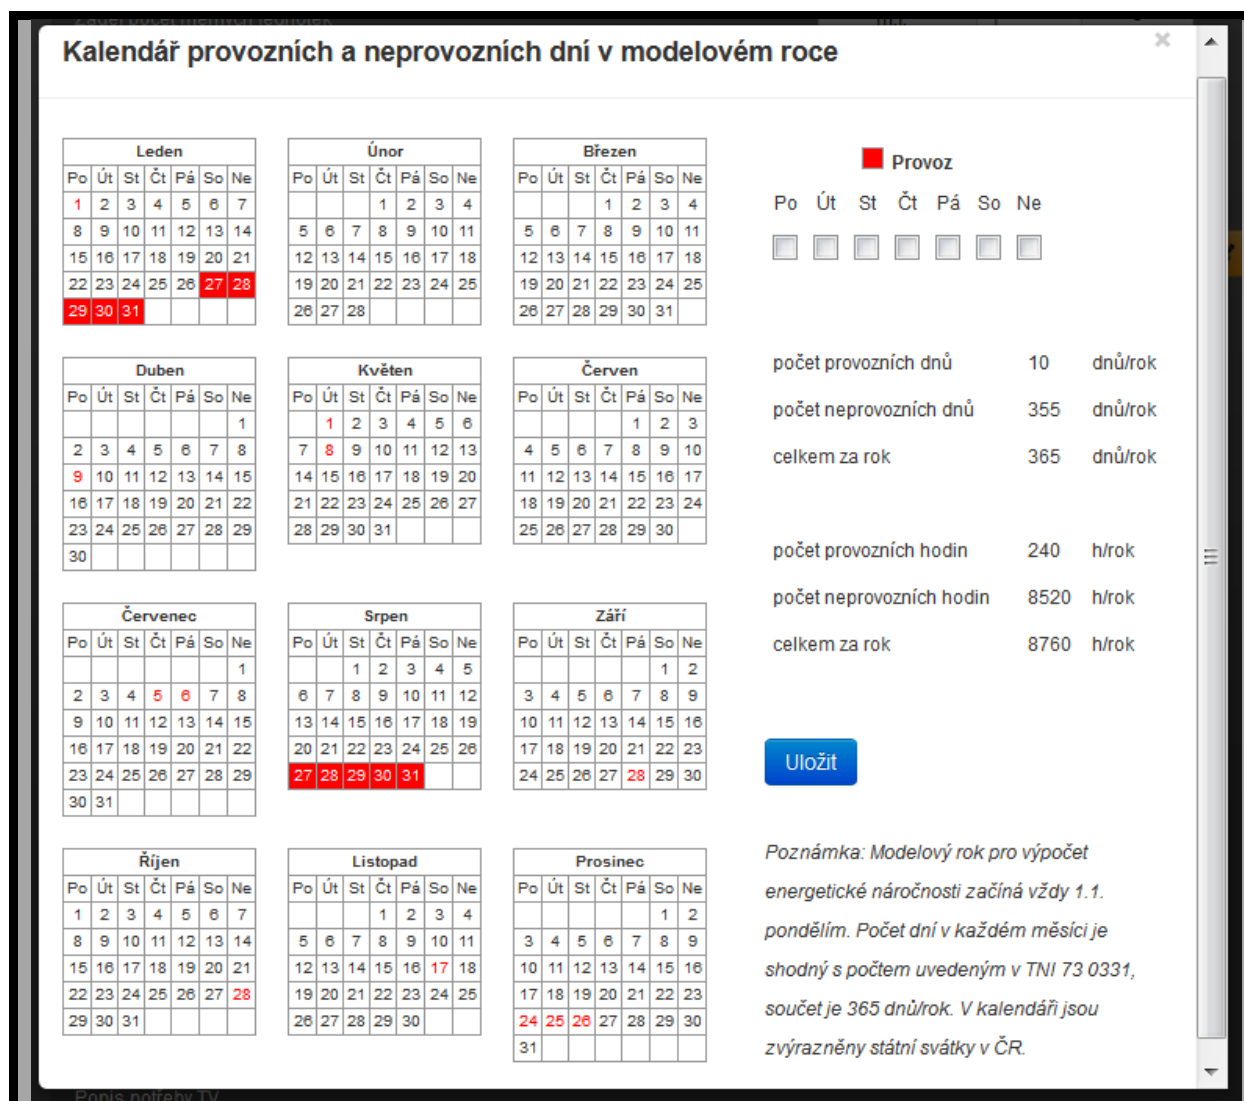 Zadej počet měrných jednotek
Kalendář provozních a neprovozních dní v modelovém roce
×
Leden
Po Út St Čt Pá So Ne
1 2 3 4 5 6 7
8 9 10 11 12 13 14
15 16 17 18 19 20 21
22 23 24 25 26 27 28
29 30 31
Únor
Po Út St Čt Pá So Ne
1 2 3 4
5 6 7 8 9 10 11
12 13 14 15 16 17 18
19 20 21 22 23 24 25
26 27 28
Březen
Po Út St Čt Pá So Ne
1 2 3 4
5 6 7 8 9 10 11
12 13 14 15 16 17 18
19 20 21 22 23 24 25
26 27 28 29 30 31
Duben
Po Út St Čt Pá So Ne
1
2 3 4 5 6 7 8
9 10 11 12 13 14 15
16 17 18 19 20 21 22
23 24 25 26 27 28 29
30
Květen
Po Út St Čt Pá So Ne
1 2 3 4 5 6
7 8 9 10 11 12 13
14 15 16 17 18 19 20
21 22 23 24 25 26 27
28 29 30 31
Červen
Po Út St Čt Pá So Ne
1 2 3
4 5 6 7 8 9 10
11 12 13 14 15 16 17
18 19 20 21 22 23 24
25 26 27 28 29 30
Červenec
Po Út St Čt Pá So Ne
1
2 3 4 5 6 7 8
9 10 11 12 13 14 15
16 17 18 19 20 21 22
23 24 25 26 27 28 29
30 31
Srpen
Po Út St Čt Pá So Ne
1 2 3 4 5
6 7 8 9 10 11 12
13 14 15 16 17 18 19
20 21 22 23 24 25 26
27 28 29 30 31
Září
Po Út St Čt Pá So Ne
1 2
3 4 5 6 7 8 9
10 11 12 13 14 15 16
17 18 19 20 21 22 23
24 25 26 27 28 29 30
Říjen
Po Út St Čt Pá So Ne
1 2 3 4 5 6 7
8 9 10 11 12 13 14
15 16 17 18 19 20 21
22 23 24 25 26 27 28
29 30 31
Listopad
Po Út St Čt Pá So Ne
1 2 3 4
5 6 7 8 9 10 11
12 13 14 15 16 17 18
19 20 21 22 23 24 25
26 27 28 29 30
Prosinec
Po Út St Čt Pá So Ne
1 2
3 4 5 6 7 8 9
10 11 12 13 14 15 16
17 18 19 20 21 22 23
24 25 26 27 28 29 30
31
Provoz
Po Út St Čt Pá So Ne
počet provozních dnů 10 dnů/rok
počet neprovozních dnů 355 dnů/rok
celkem za rok 365 dnů/rok
počet provozních hodin 240 h/rok
počet neprovozních hodin 8520 h/rok
celkem za rok 8760 h/rok
Uložit
Poznámka: Modelový rok pro výpočet
energetické náročnosti začíná vždy 1.1.
pondělím. Počet dní v každém měsíci je
shodný s počtem uvedeným v TNI 73 0331,
součet je 365 dnů/rok. V kalendáři jsou
zvýrazněny státní svátky v ČR.
Popis potřeby TV